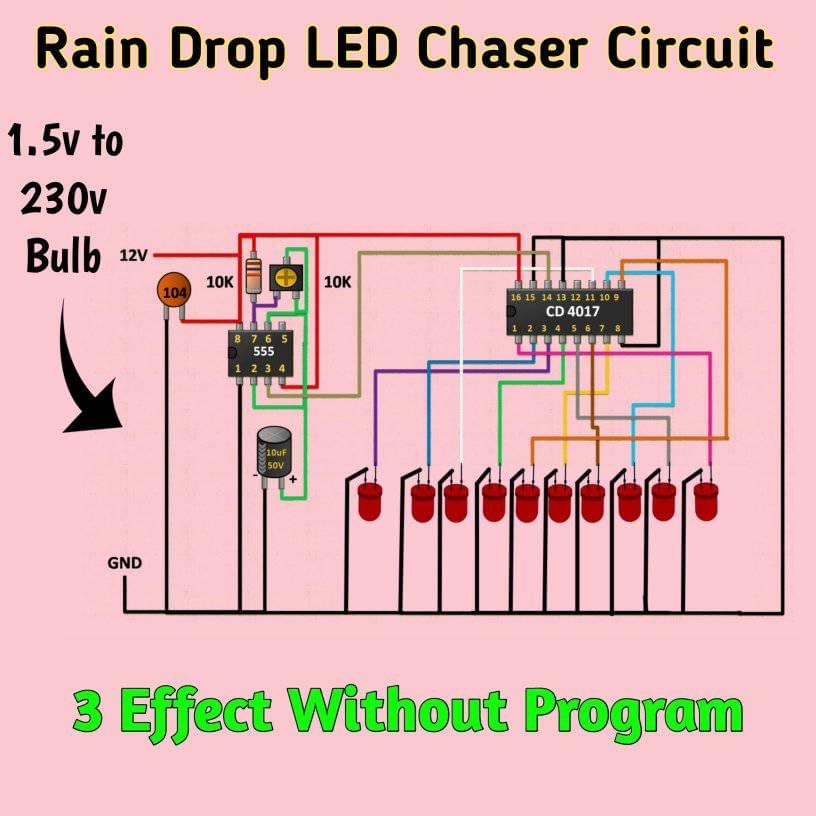 Rain Drop LED Chaser Circuit
1.5v to
230v
Bulb
12V
104
10K
10K
8 7 6 5
555
1 2 3 4
16 15 14 13 12 11 10 9
CD 4017
1 2 3 4 5 6 7 8
10uF
50V
- +
GND
3 Effect Without Program